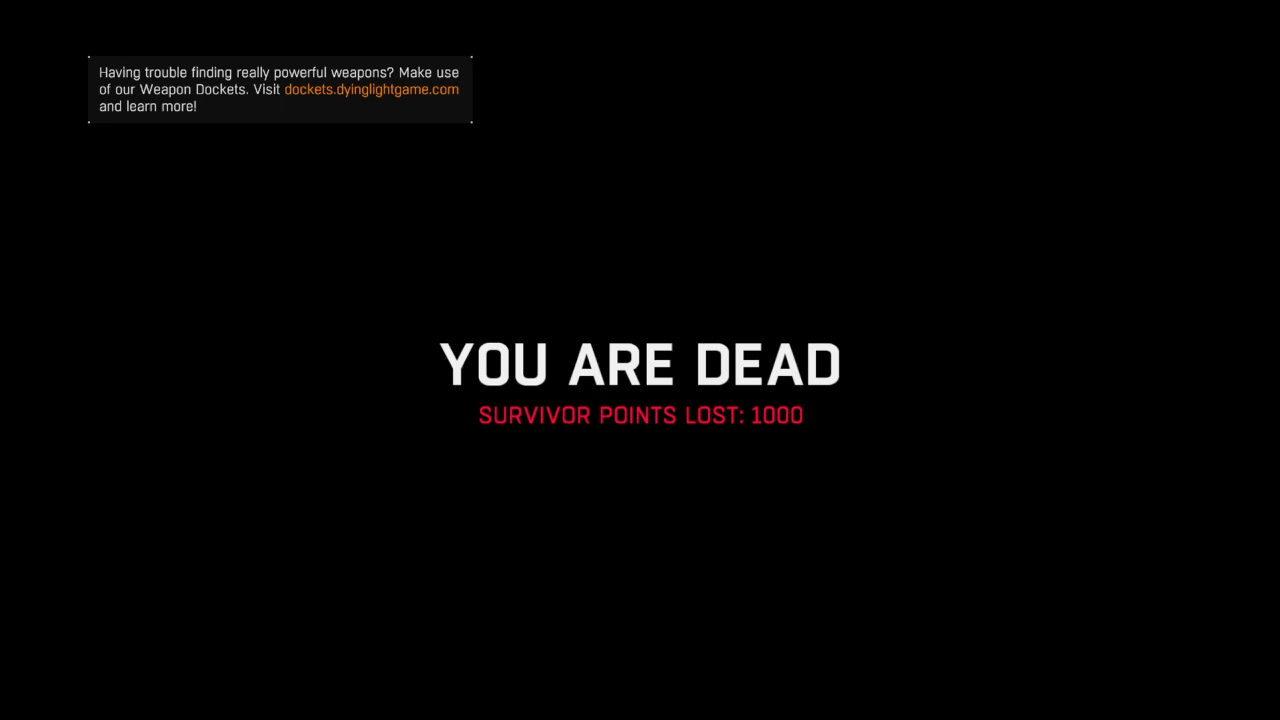 Having trouble finding really powerful weapons? Make use
of our Weapon Dockets. Visit dockets.dyinglightgame.com
and learn more!
YOU ARE DEAD
SURVIVOR POINTS LOST: 1000